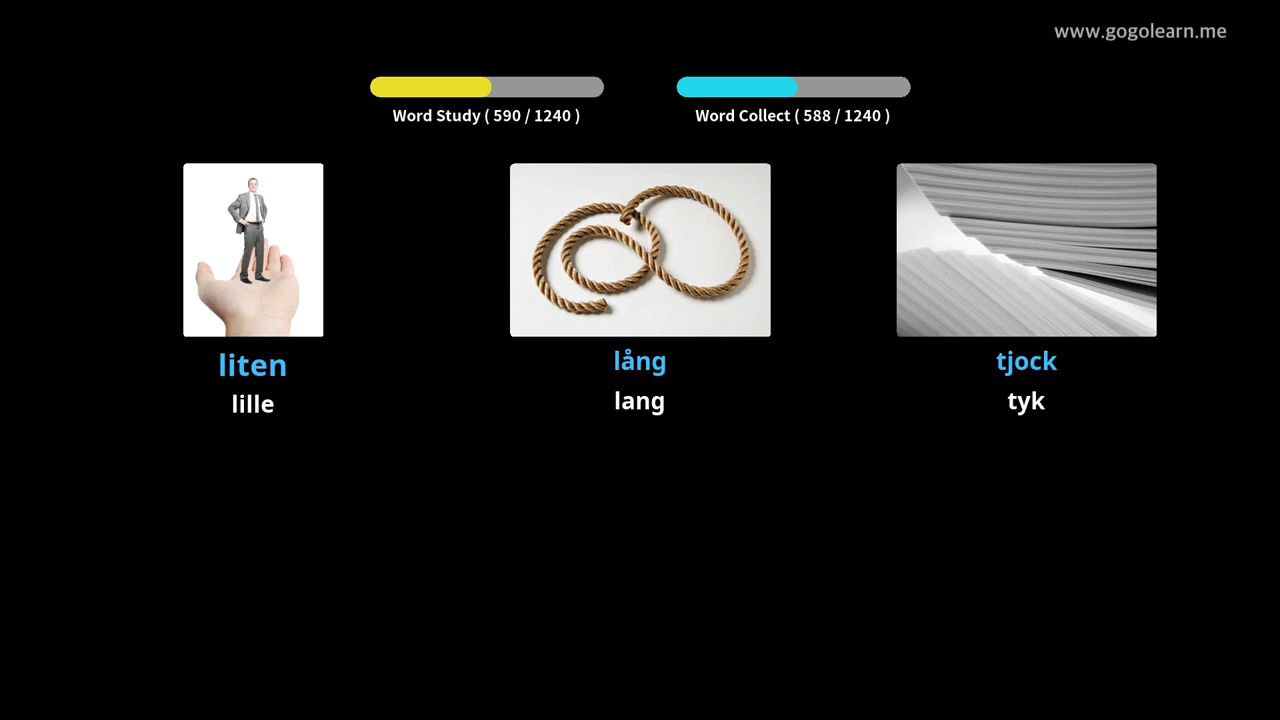 www.gogolearn.me
Word Study ( 590 / 1240 )
Word Collect ( 588 / 1240 )
liten
lille
lång
lang
tjock
tyk